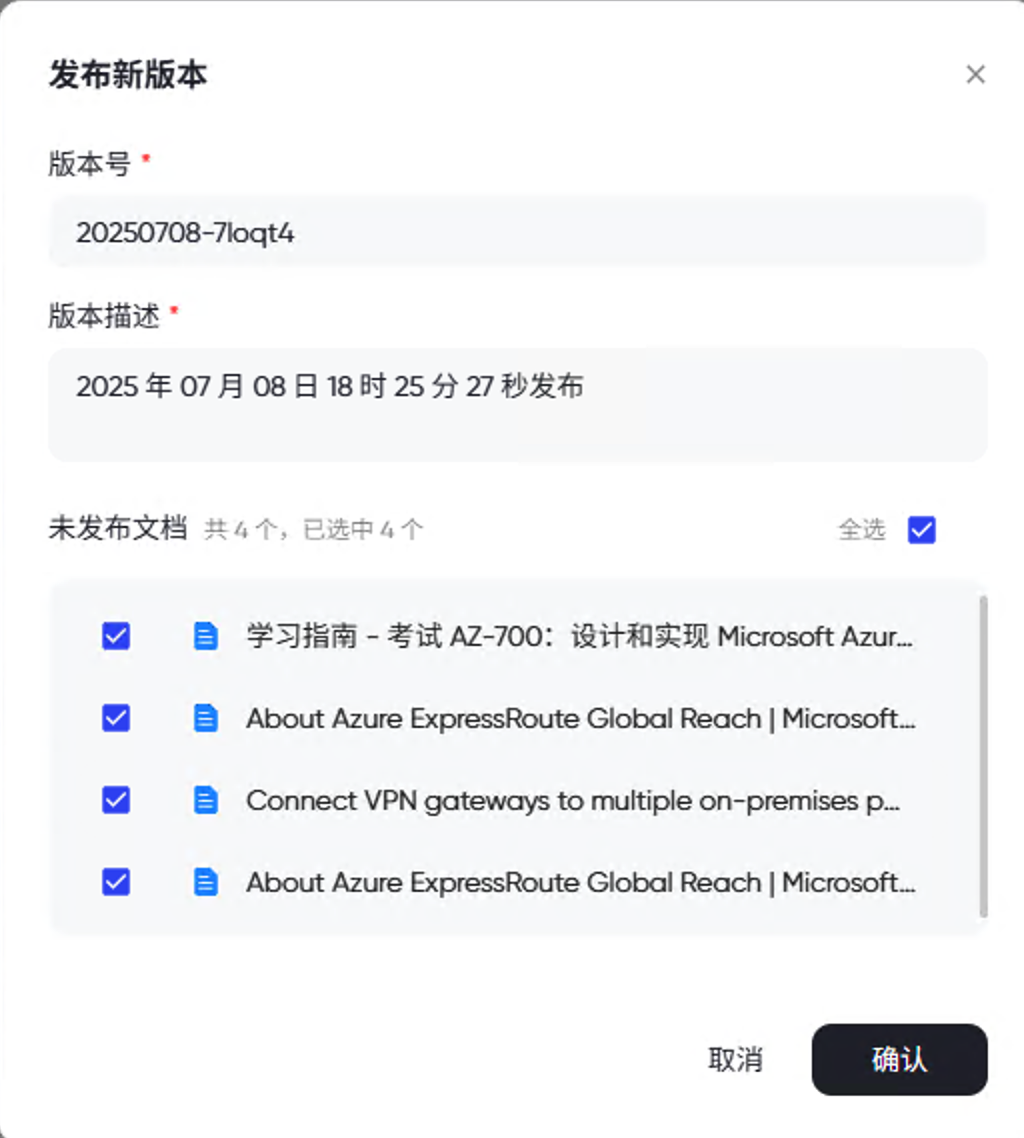 发布新版本
版本号 *
20250708-7loqt4
版本描述 *
2025 年 07 月 08 日 18 时 25 分 27 秒发布
未发布文档 共 4 个，已选中 4 个 全选
学习指南 - 考试 AZ-700：设计和实现 Microsoft Azur...
About Azure ExpressRoute Global Reach | Microsoft...
Connect VPN gateways to multiple on-premises p...
About Azure ExpressRoute Global Reach | Microsoft...
取消 确认